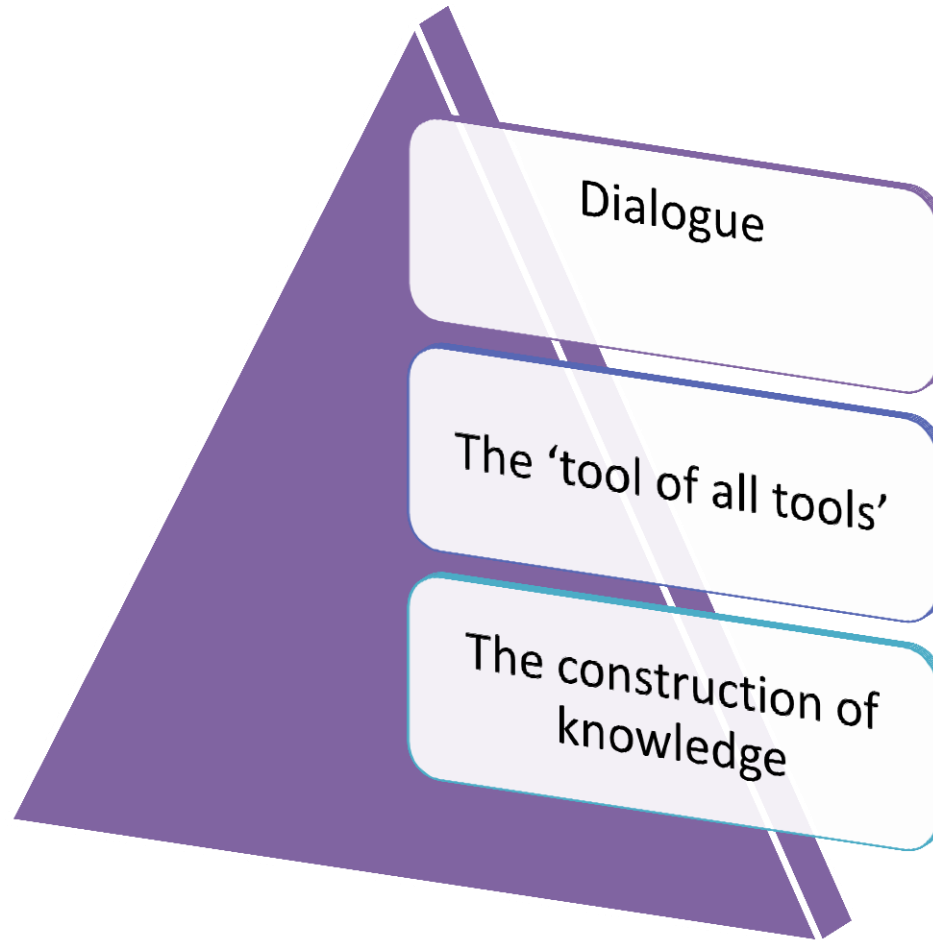 Dialogue
The ‘tool of all tools’
The construction of
knowledge